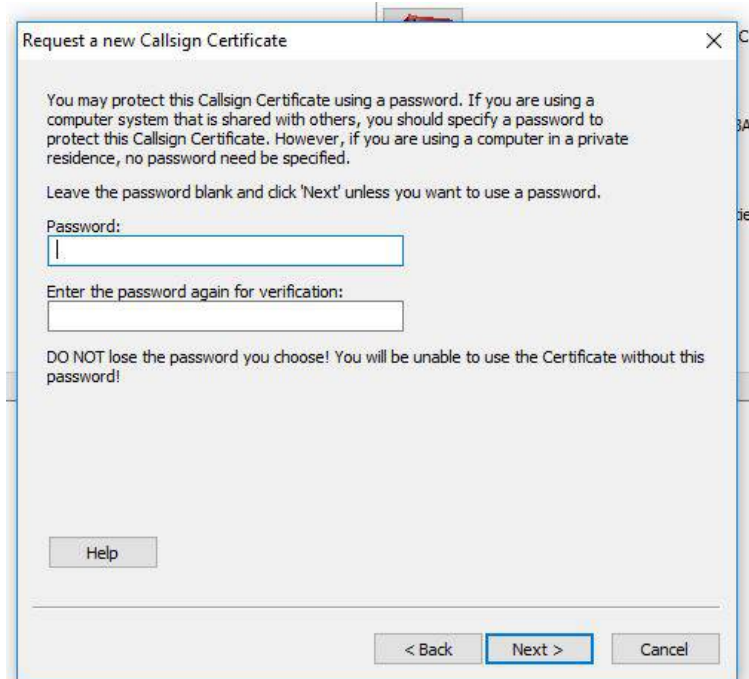 Request a new Callsign Certificate
You may protect this Callsign Certificate using a password. If you are using a
computer system that is shared with others, you should specify a password to
protect this Callsign Certificate. However, if you are using a computer in a private
residence, no password need be specified.
Leave the password blank and click 'Next' unless you want to use a password.
Password:
Enter the password again for verification:
DO NOT lose the password you choose! You will be unable to use the Certificate without this
password!
Help
< Back Next > Cancel